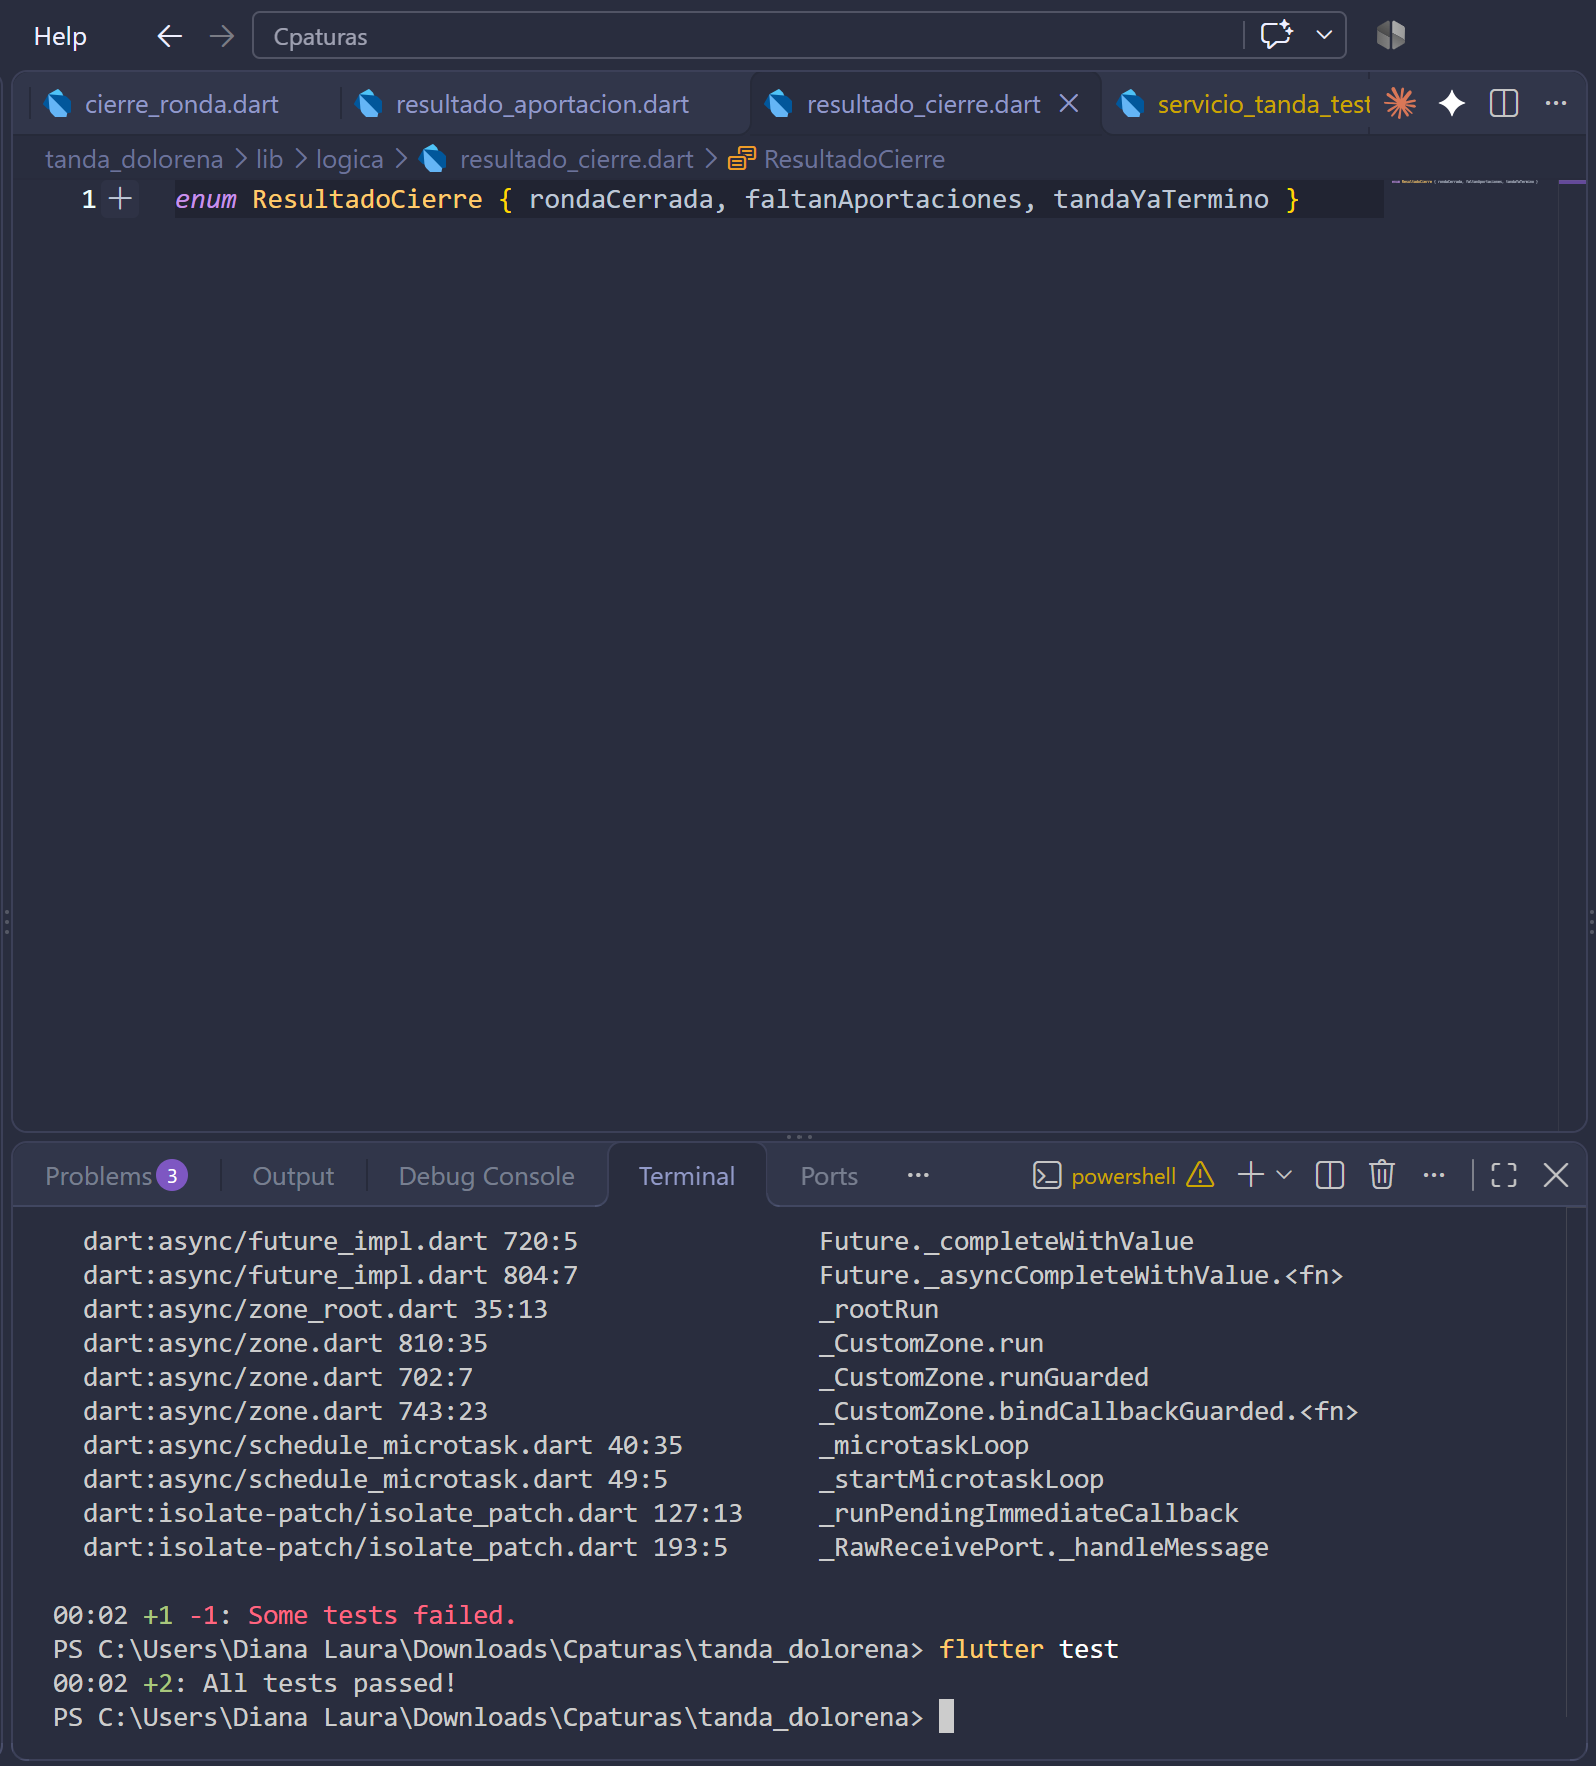 Help
Cpaturas
cierre_ronda.dart
resultado_aportacion.dart
resultado_cierre.dart
servicio_tanda_test
tanda_dolorena > lib > logica > resultado_cierre.dart > ResultadoCierre
1 enum ResultadoCierre { rondaCerrada, faltanAportaciones, tandaYaTermino }
Problems 3 Output Debug Console Terminal Ports ... powershell
dart:async/future_impl.dart 720:5 Future._completeWithValue
dart:async/future_impl.dart 804:7 Future._asyncCompleteWithValue.<fn>
dart:async/zone_root.dart 35:13 _rootRun
dart:async/zone.dart 810:35 _CustomZone.run
dart:async/zone.dart 702:7 _CustomZone.runGuarded
dart:async/zone.dart 743:23 _CustomZone.bindCallbackGuarded.<fn>
dart:async/schedule_microtask.dart 40:35 _microtaskLoop
dart:async/schedule_microtask.dart 49:5 _startMicrotaskLoop
dart:isolate-patch/isolate_patch.dart 127:13 _runPendingImmediateCallback
dart:isolate-patch/isolate_patch.dart 193:5 _RawReceivePort._handleMessage
00:02 +1 -1: Some tests failed.
PS C:\Users\Diana Laura\Downloads\Cpaturas\tanda_dolorena> flutter test
00:02 +2: All tests passed!
PS C:\Users\Diana Laura\Downloads\Cpaturas\tanda_dolorena>